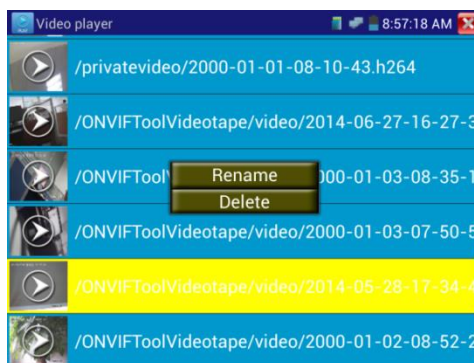 Video player 8:57:18 AM
/privatevideo/2000-01-01-08-10-43.h264
/ONVIFToolVideotape/video/2014-06-27-16-27-3
/ONVIFTool 000-01-03-08-35-1
Rename
Delete
/ONVIFToolVideotape/video/2000-01-03-07-50-5
/ONVIFToolVideotape/video/2014-05-28-17-34-4
/ONVIFToolVideotape/video/2000-01-02-08-52-2